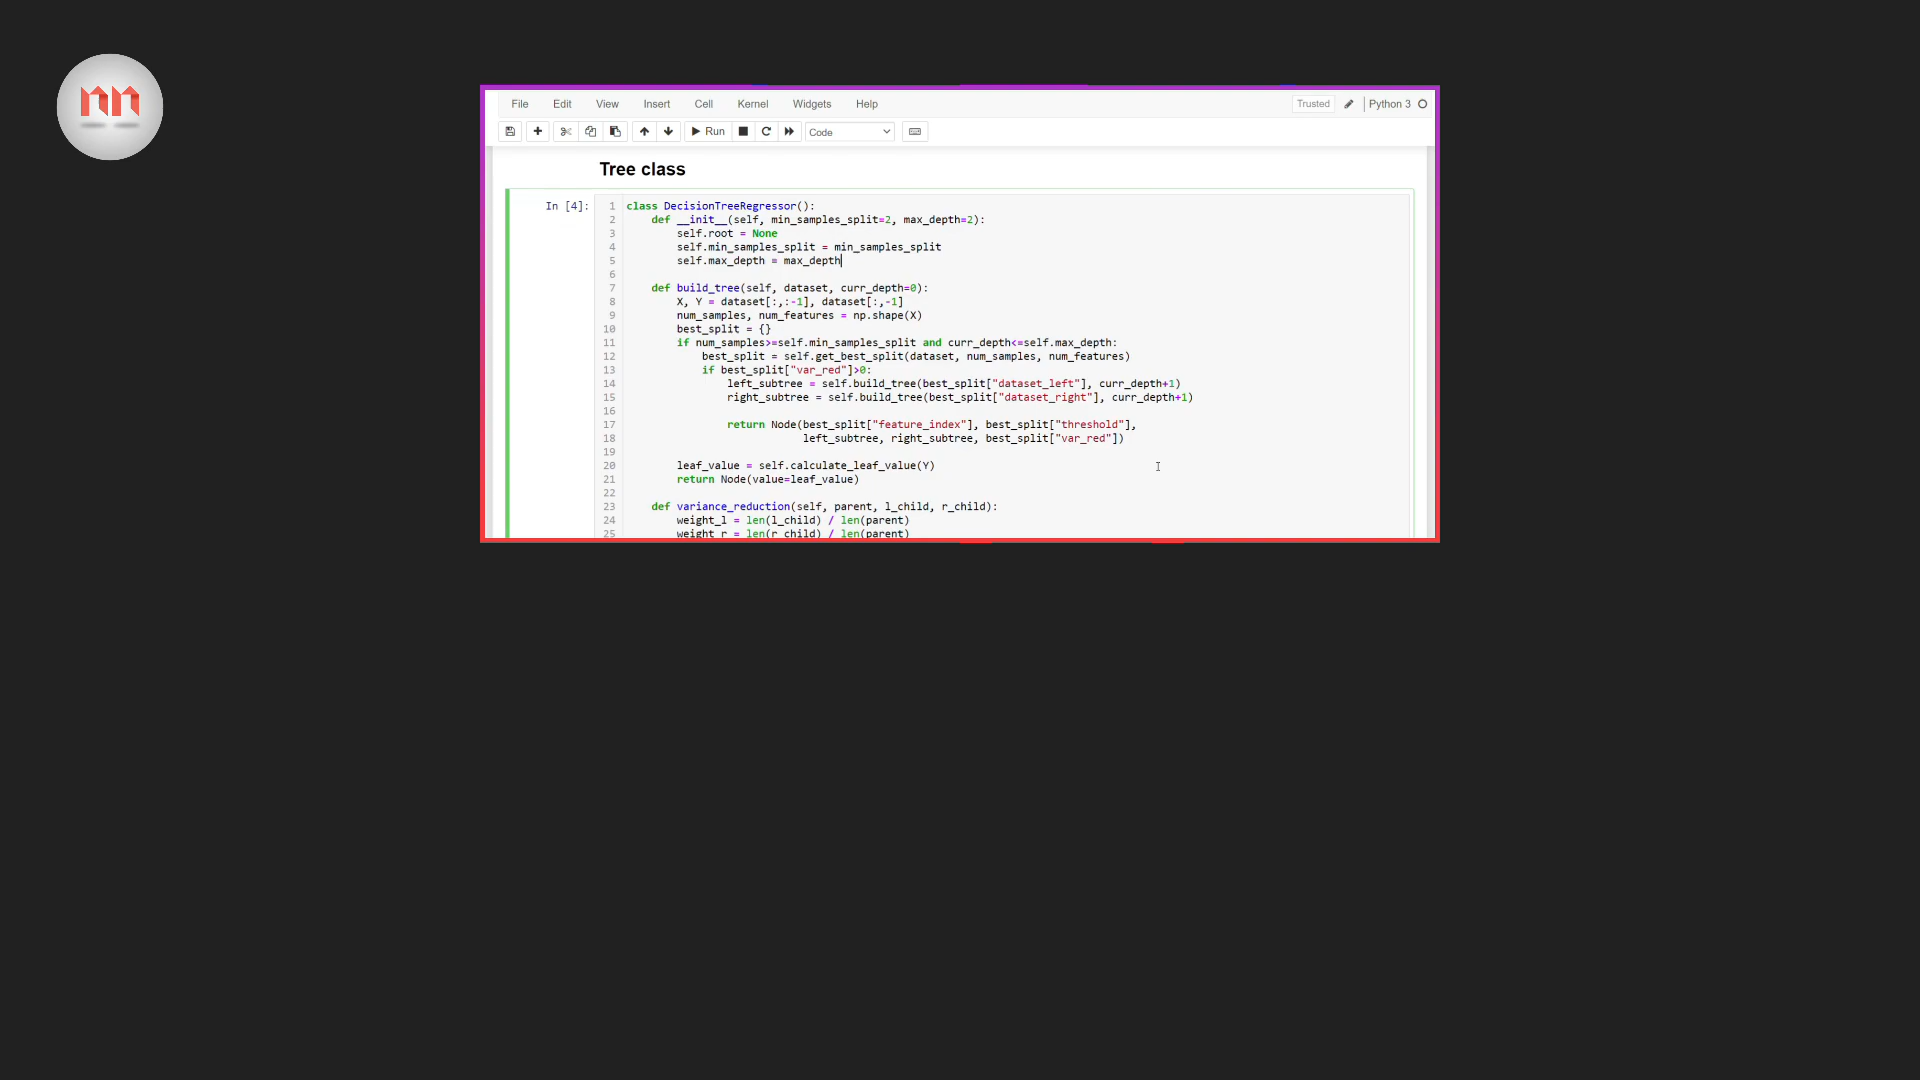 nn
File Edit View Insert Cell Kernel Widgets Help Trusted Python 3
Run Code
Tree class
In [4]:
1 class DecisionTreeRegressor():
2     def __init__(self, min_samples_split=2, max_depth=2):
3         self.root = None
4         self.min_samples_split = min_samples_split
5         self.max_depth = max_depth
6
7     def build_tree(self, dataset, curr_depth=0):
8         X, Y = dataset[:,:-1], dataset[:,-1]
9         num_samples, num_features = np.shape(X)
10         best_split = {}
11         if num_samples>=self.min_samples_split and curr_depth<=self.max_depth:
12             best_split = self.get_best_split(dataset, num_samples, num_features)
13             if best_split["var_red"]>0:
14                 left_subtree = self.build_tree(best_split["dataset_left"], curr_depth+1)
15                 right_subtree = self.build_tree(best_split["dataset_right"], curr_depth+1)
16
17                 return Node(best_split["feature_index"], best_split["threshold"],
18                             left_subtree, right_subtree, best_split["var_red"])
19
20         leaf_value = self.calculate_leaf_value(Y)
21         return Node(value=leaf_value)
22
23     def variance_reduction(self, parent, l_child, r_child):
24         weight_l = len(l_child) / len(parent)
25         weight_r = len(r_child) / len(parent)